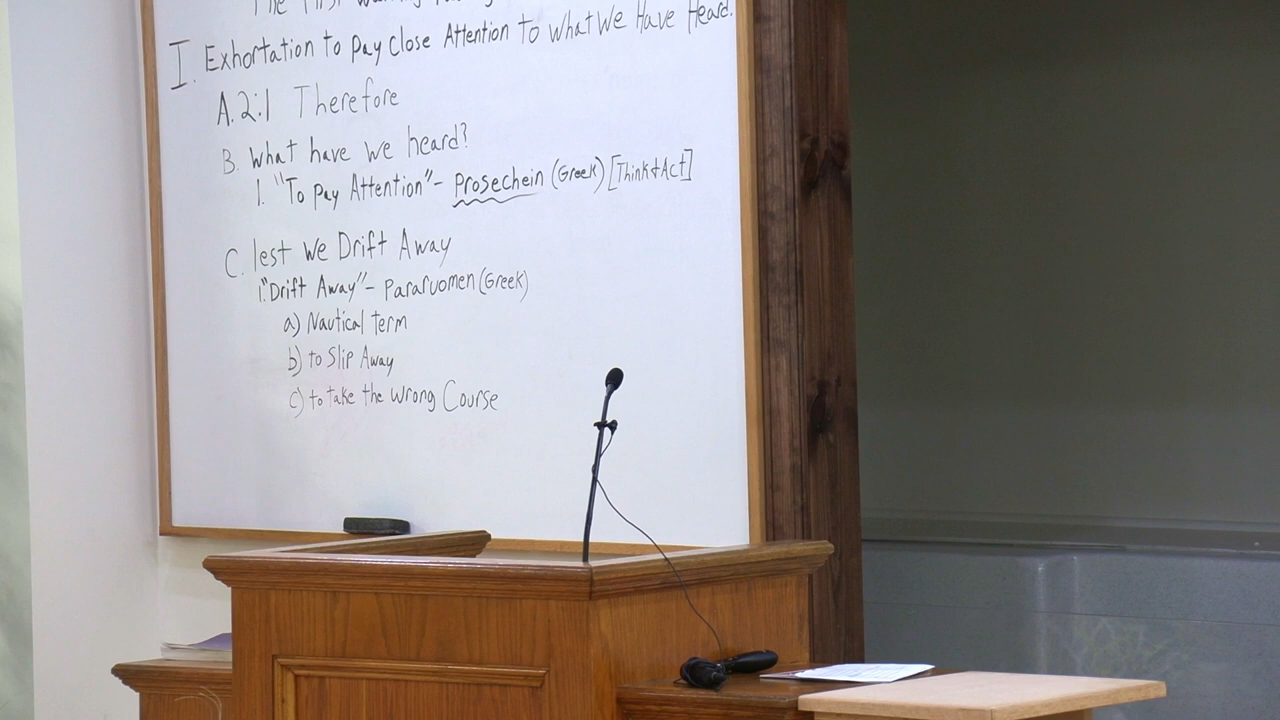 The First
I. Exhortation to Pay Close Attention to What We Have Heard.
A. 2:1 Therefore
B. What have we heard?
1. "To Pay Attention" - Prosechein (Greek) [Think & Act]
C. lest we Drift Away
1. "Drift Away" - pararuomen (Greek)
a) Nautical term
b) to Slip Away
c) to take the Wrong Course